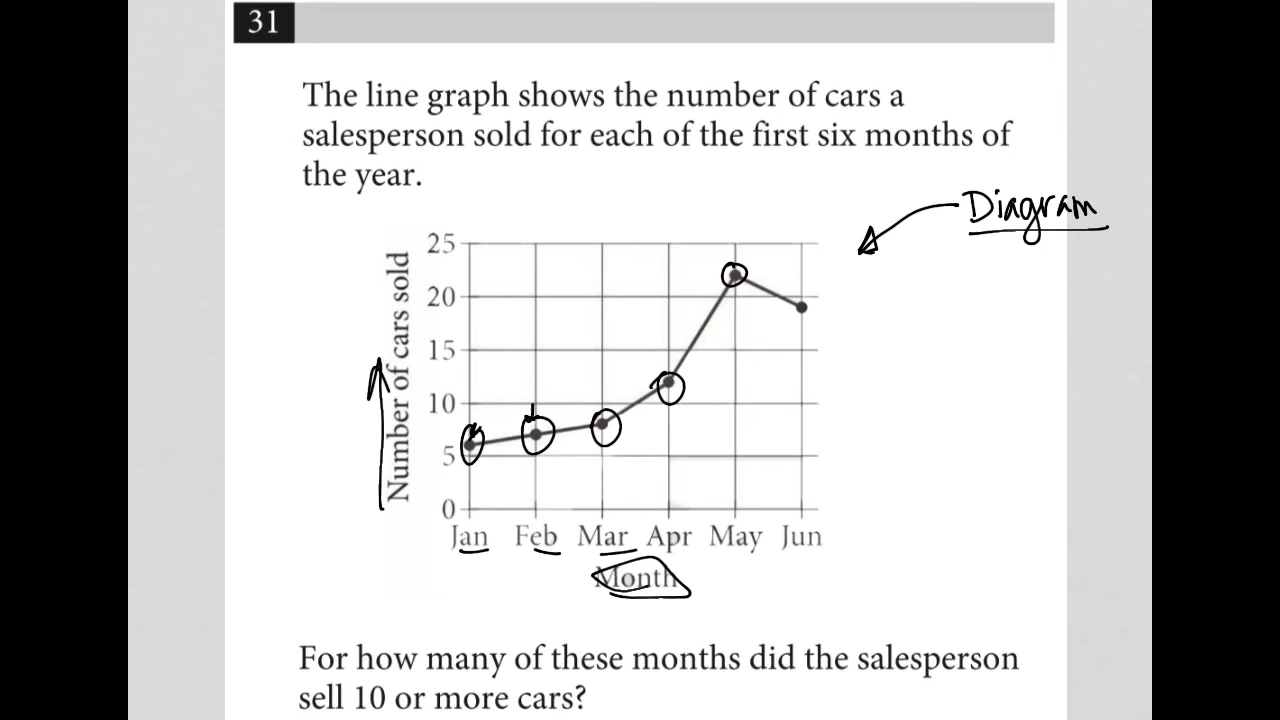 31
The line graph shows the number of cars a
salesperson sold for each of the first six months of
the year.
Diagram
Number of cars sold
25
20
15
10
5
0
Jan Feb Mar Apr May Jun
Month
For how many of these months did the salesperson
sell 10 or more cars?